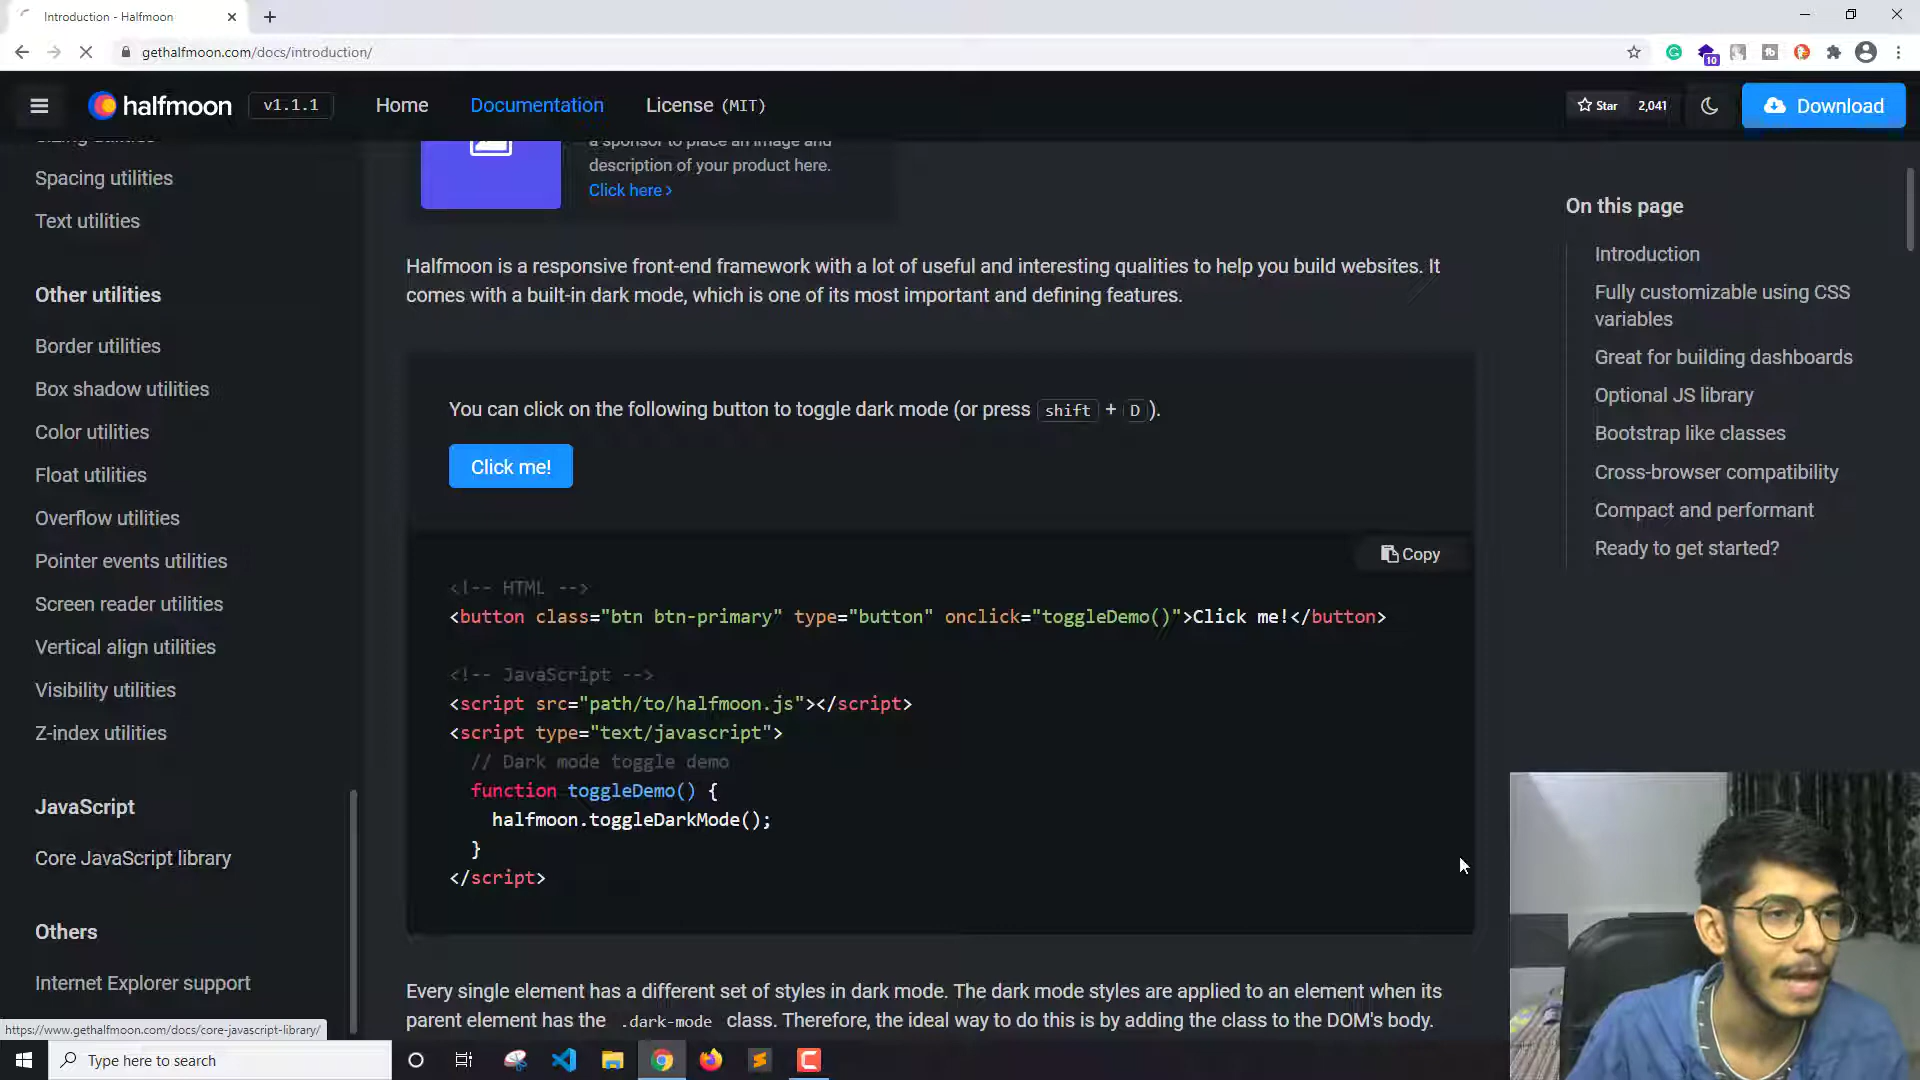 Introduction - Halfmoon
gethalfmoon.com/docs/introduction/
10
halfmoon
v1.1.1
Home
Documentation
License (MIT)
Star
2,041
Download
Spacing utilities
Text utilities
Other utilities
Border utilities
Box shadow utilities
Color utilities
Float utilities
Overflow utilities
Pointer events utilities
Screen reader utilities
Vertical align utilities
Visibility utilities
Z-index utilities
JavaScript
Core JavaScript library
Others
Internet Explorer support
https://www.gethalfmoon.com/docs/core-javascript-library/
a sponsor to place an image and
description of your product here.
Click here ›
Halfmoon is a responsive front-end framework with a lot of useful and interesting qualities to help you build websites. It
comes with a built-in dark mode, which is one of its most important and defining features.
You can click on the following button to toggle dark mode (or press shift + D ).
Click me!
Copy
<!-- HTML -->
<button class="btn btn-primary" type="button" onclick="toggleDemo()">Click me!</button>
<!-- JavaScript -->
<script src="path/to/halfmoon.js"></script>
<script type="text/javascript">
// Dark mode toggle demo
function toggleDemo() {
halfmoon.toggleDarkMode();
}
</script>
Every single element has a different set of styles in dark mode. The dark mode styles are applied to an element when its
parent element has the .dark-mode class. Therefore, the ideal way to do this is by adding the class to the DOM's body.
On this page
Introduction
Fully customizable using CSS
variables
Great for building dashboards
Optional JS library
Bootstrap like classes
Cross-browser compatibility
Compact and performant
Ready to get started?
Type here to search